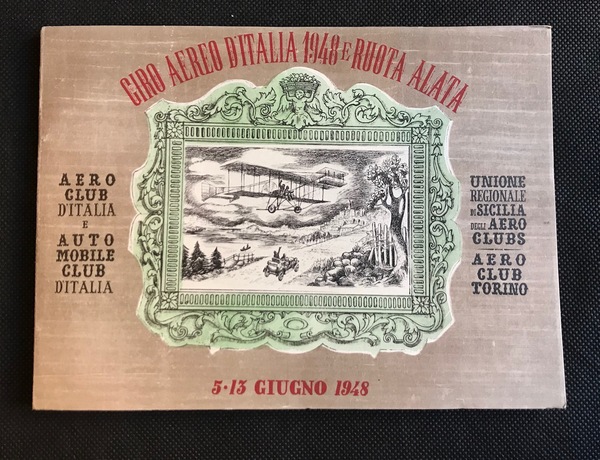 GIRO AEREO D'ITALIA 1948 E RUOTA ALATA
AERO
CLUB
D'ITALIA
E
AUTO
MOBILE
CLUB
D'ITALIA
UNIONE
REGIONALE
DI SICILIA
DEGLI AERO
CLUBS
AERO
CLUB
TORINO
5-13 GIUGNO 1948